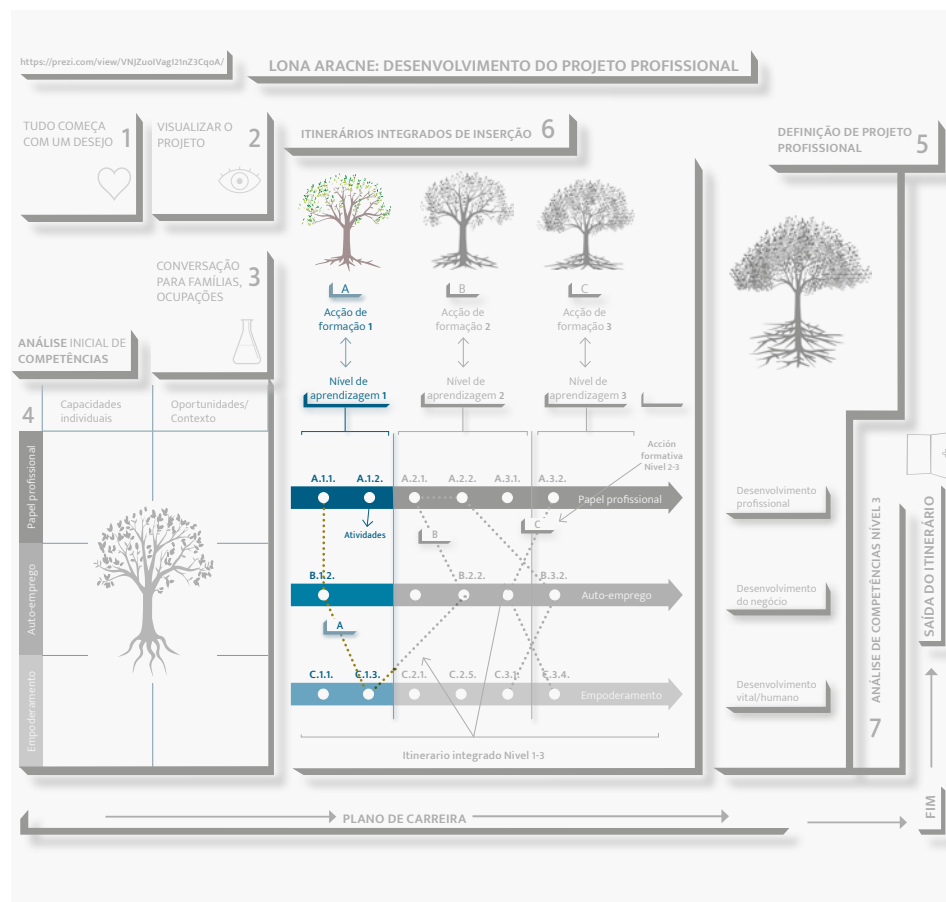 https://prezi.com/view/VNJZuolVagI21nZ3CqoA/
LONA ARACNE: DESENVOLVIMENTO DO PROJETO PROFISSIONAL
TUDO COMEÇA
COM UM DESEJO 1
VISUALIZAR O
PROJETO 2
ITINERÁRIOS INTEGRADOS DE INSERÇÃO 6
DEFINIÇÃO DE PROJETO
PROFISSIONAL 5
CONVERSAÇÃO
PARA FAMÍLIAS,
OCUPAÇÕES 3
ANÁLISE INICIAL DE
COMPETÊNCIAS
4
Capacidades
individuais
Oportunidades/
Contexto
Papel profissional
Auto-emprego
Empoderamento
A
Acção de
formação 1
Nível de
aprendizagem 1
B
Acção de
formação 2
Nível de
aprendizagem 2
C
Acção de
formação 3
Nível de
aprendizagem 3
Acción
formativa
Nivel 2-3
A.1.1. A.1.2. A.2.1. A.2.2. A.3.1. A.3.2.
Papel profissional
Atividades
B
C
B.1.2. B.2.2. B.3.2.
Auto-emprego
A
C.1.1. C.1.3. C.2.1. C.2.5. C.3.1. C.3.4.
Empoderamento
Itinerario integrado Nivel 1-3
Desenvolvimento
profissional
Desenvolvimento
do negócio
Desenvolvimento
vital/humano
7 ANÁLISE DE COMPETÊNCIAS NÍVEL 3
SAÍDA DO ITINERÁRIO
FIM
PLANO DE CARREIRA